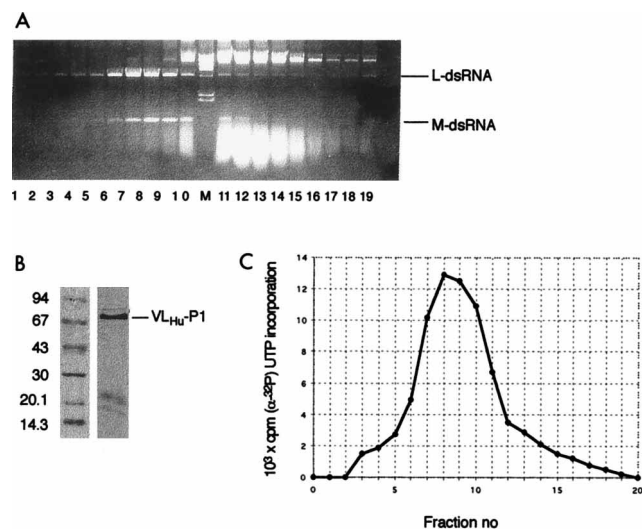 A
L-dsRNA
M-dsRNA
1 2 3 4 5 6 7 8 9 1 0 M 11 12 13 14 15 16 17 18 19
B
94
67
43
30
20.1
14.3
VLHu-P1
C
10³ x cpm (α-³²P) UTP incorporation
14
12
10
8
6
4
2
0
0 5 10 15 20
Fraction no